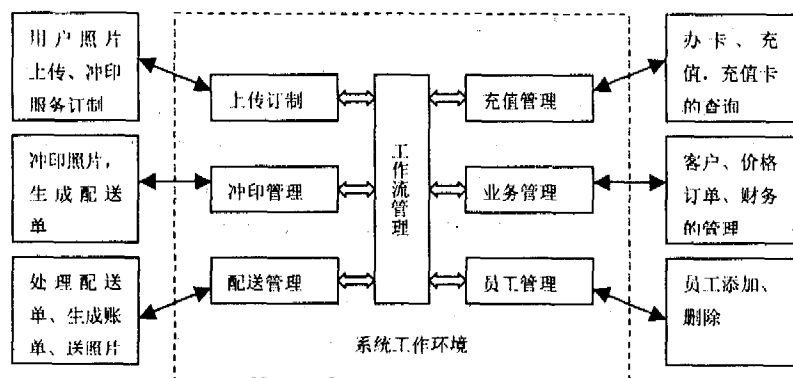 用户照片
上传、冲印
服务订制
冲印照片,
生成配送
单
处理配送
单、生成账
单、送照片
上传订制
冲印管理
配送管理
工作流管理
充值管理
业务管理
员工管理
系统工作环境
办卡、充
值.充值卡
的查询
客户、价格
订单、财务
的管理
员工添加、
删除